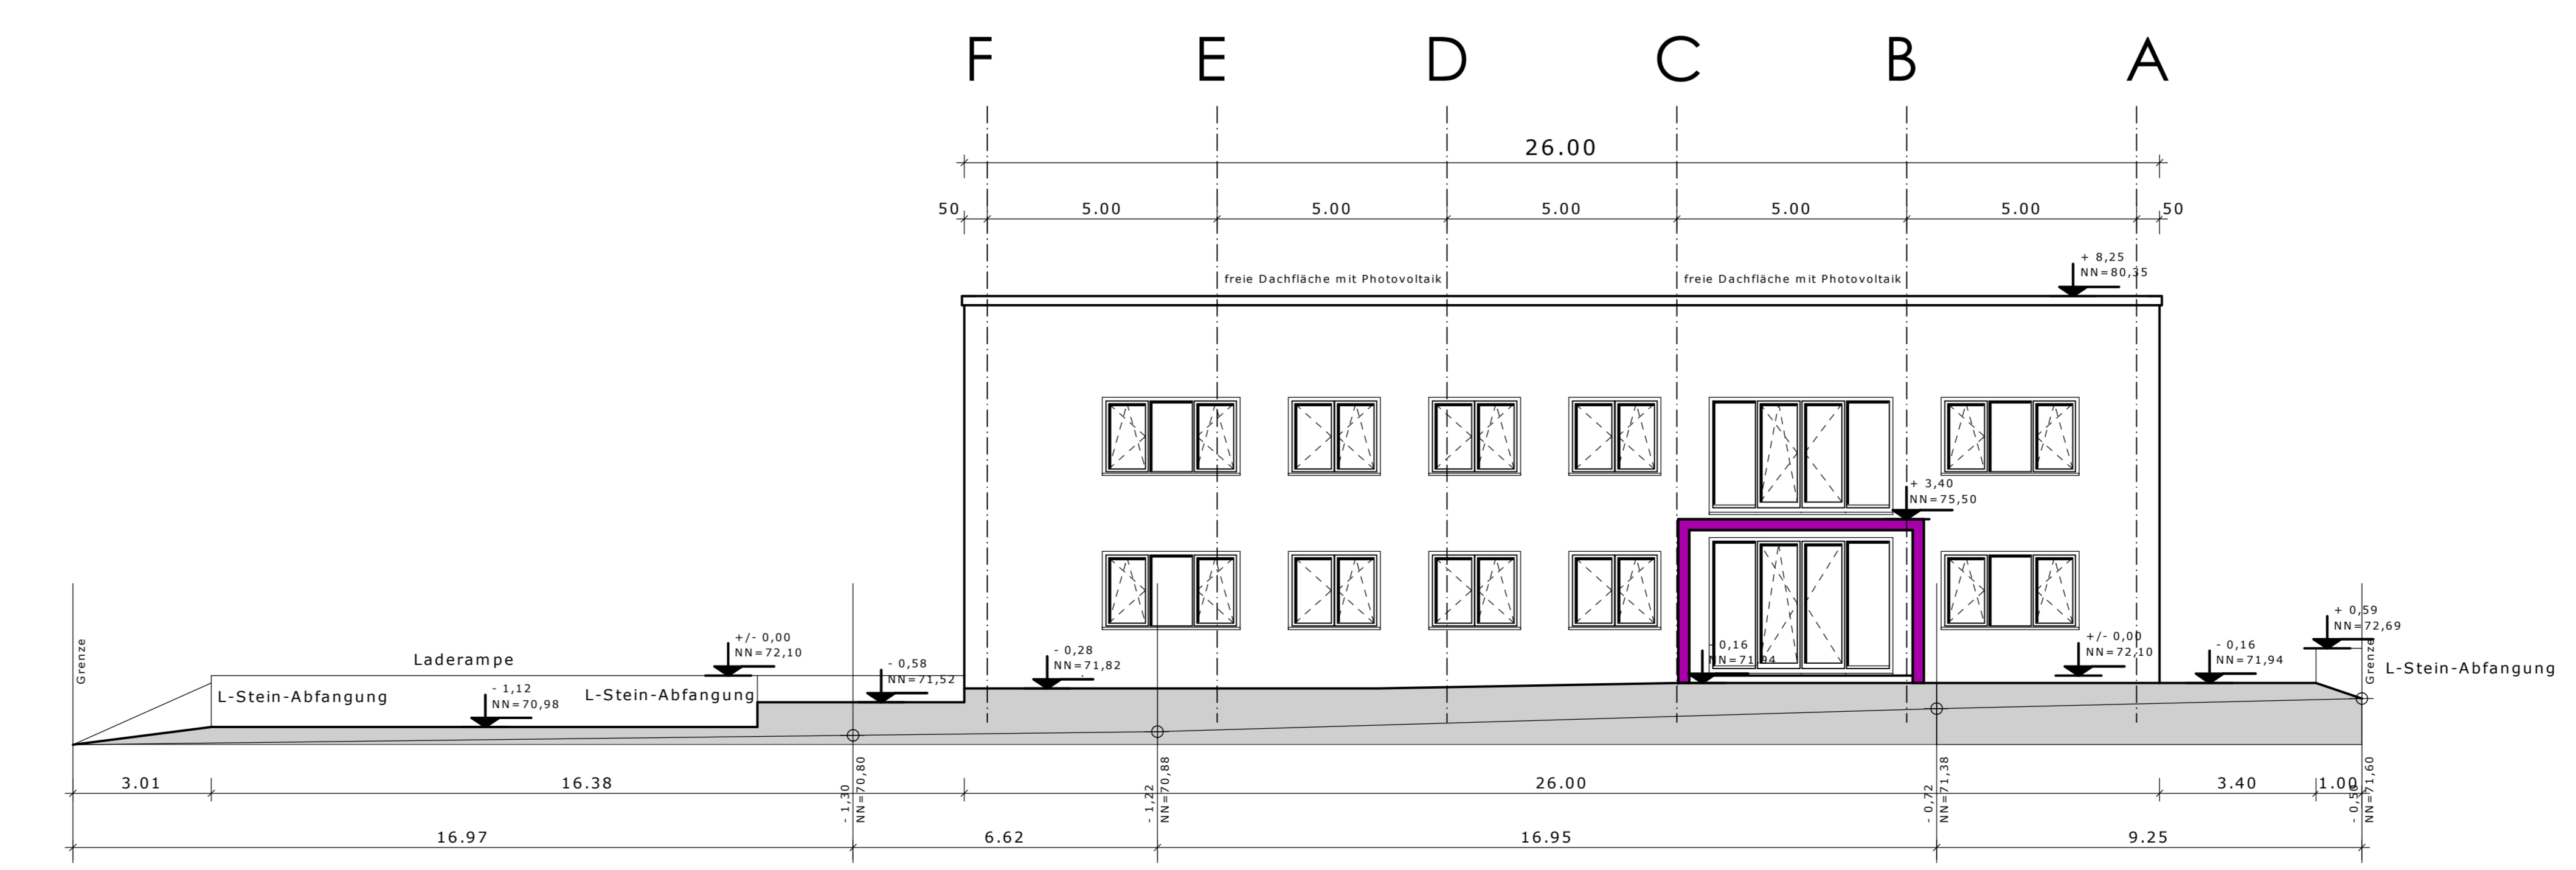 F E D C B A
26.00
50 5.00 5.00 5.00 5.00 5.00 50
+ 8,25
NN=80,35
freie Dachfläche mit Photovoltaik
freie Dachfläche mit Photovoltaik
+ 3,40
NN=75,50
Grenze
Laderampe
L-Stein-Abfangung
- 1,12
NN=70,98
L-Stein-Abfangung
+/- 0,00
NN=72,10
- 0,58
NN=71,52
- 0,28
NN=71,82
- 0,16
NN=71,94
+/- 0,00
NN=72,10
- 0,16
NN=71,94
+ 0,59
NN=72,69
Grenze
L-Stein-Abfangung
3.01 16.38 26.00 3.40 1.00
- 1,30
NN=70,80
- 1,22
NN=70,88
- 0,72
NN=71,38
- 0,50
NN=71,60
16.97 6.62 16.95 9.25